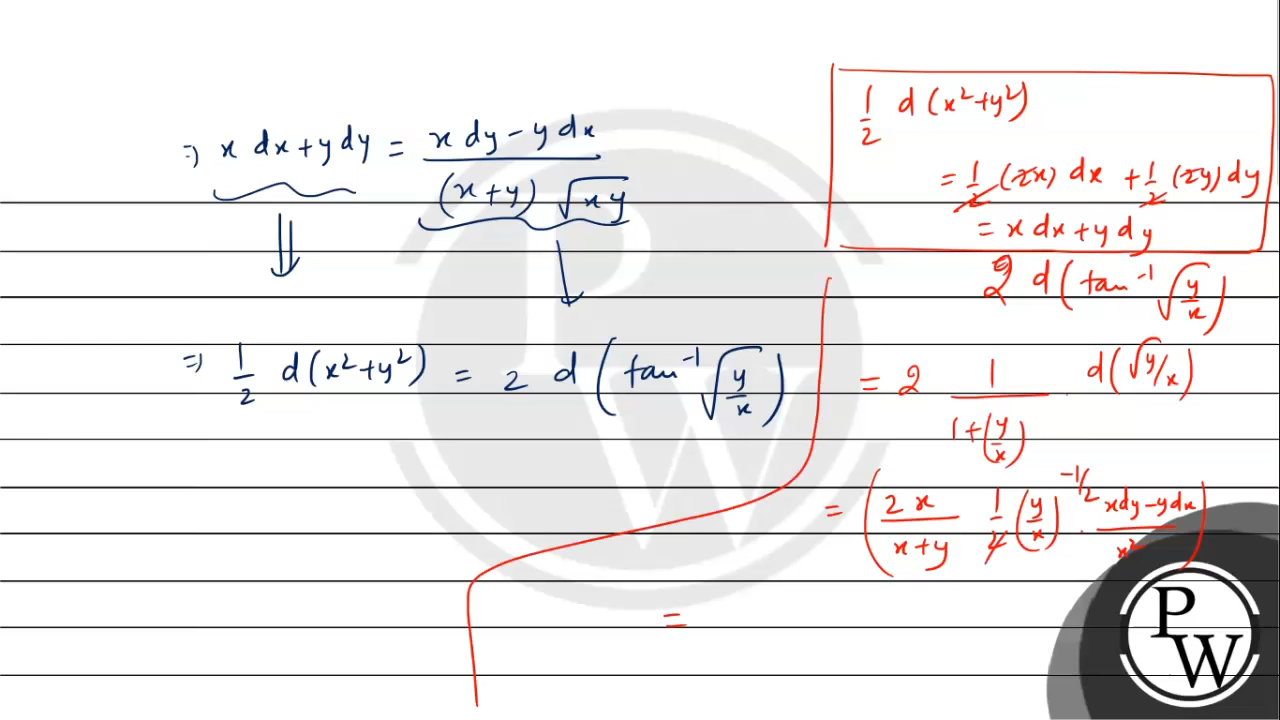 ⇒ x dx + y dy = (x dy − y dx) / ((x+y) √xy)
⇒ 1/2 d(x²+y²) = 2 d(tan⁻¹ √(y/x))
1/2 d(x²+y²)
= 1/2 (2x) dx + 1/2 (2y) dy
= x dx + y dy
2 d(tan⁻¹ √(y/x))
= 2 1/(1+(y/x)) · d(√y/x)
= (2x/(x+y) 1/2 (y/x)^(−1/2) · (xdy−ydx)/x²)
=
P
W
P
W